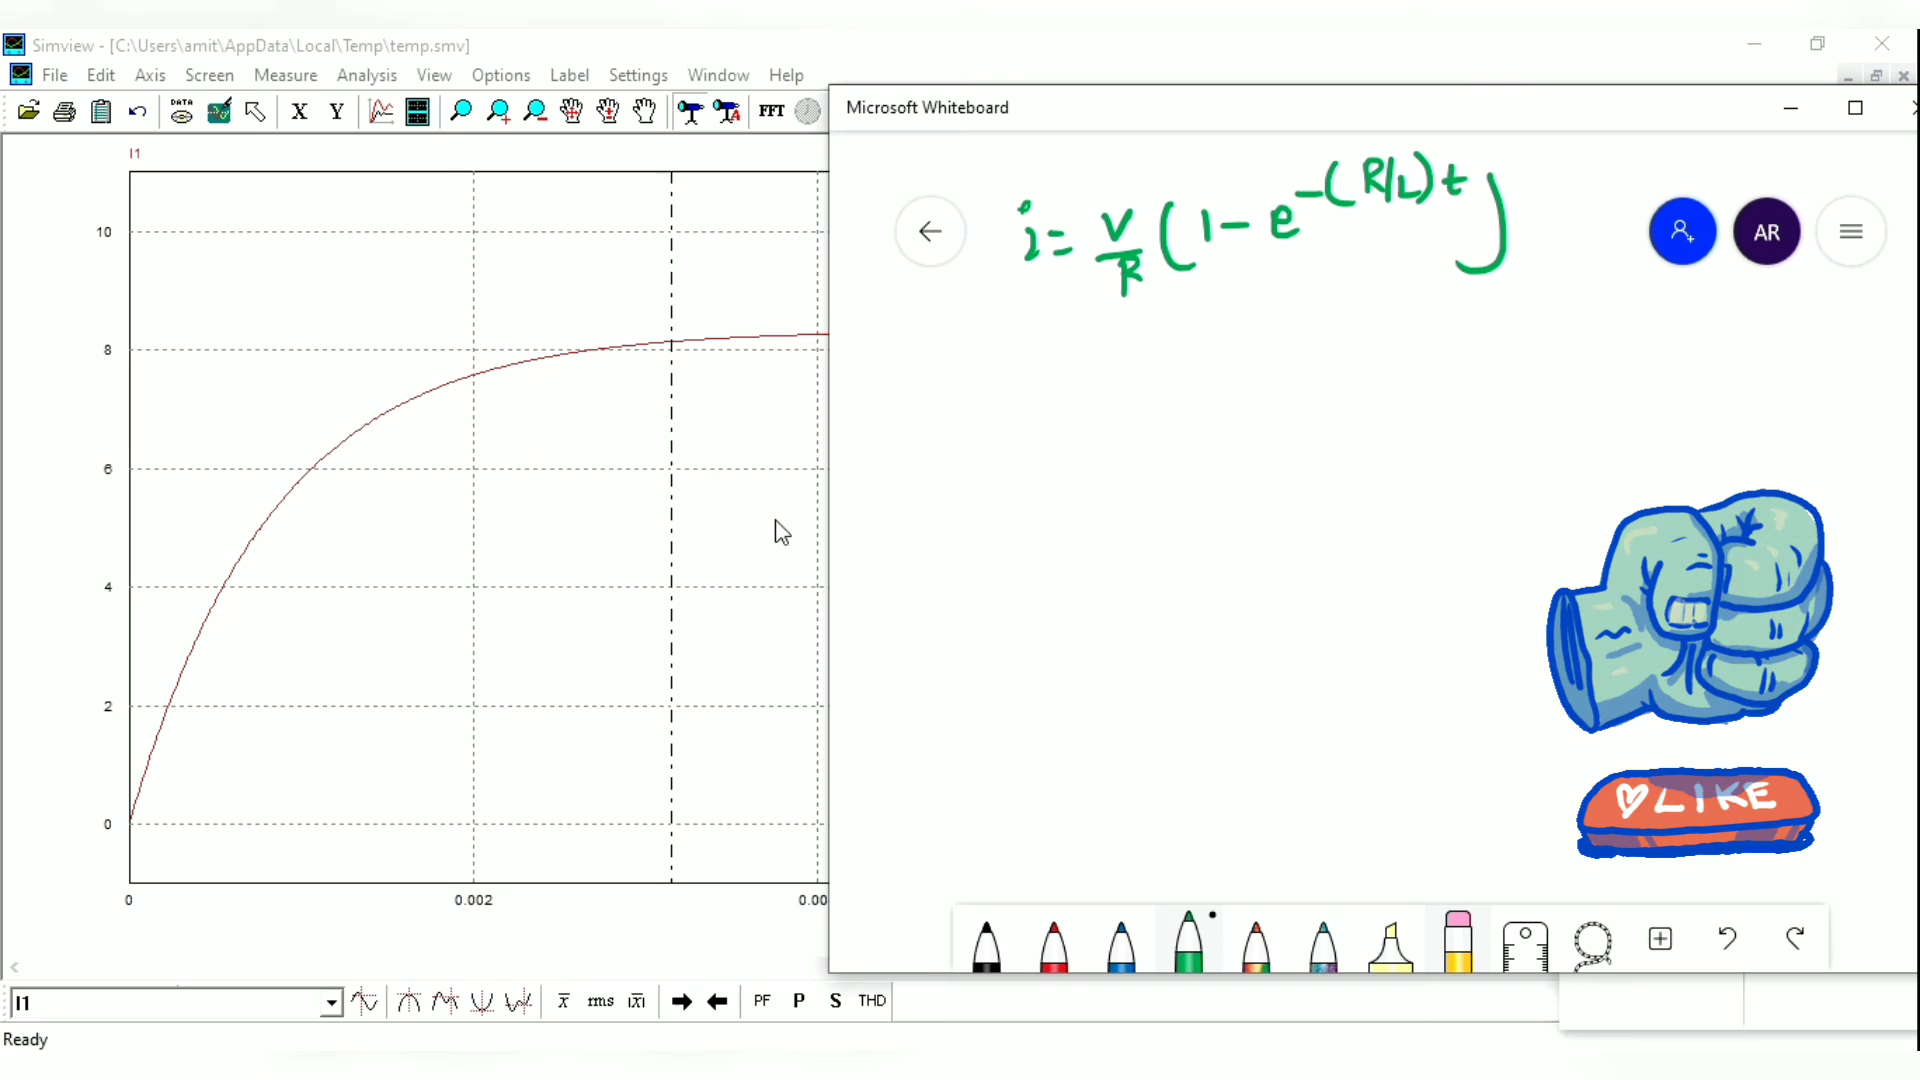 Simview - [C:\Users\amit\AppData\Local\Temp\temp.smv]
File Edit Axis Screen Measure Analysis View Options Label Settings Window Help
DATA X Y A FFT
Microsoft Whiteboard
I1
i = V/R (1 - e^-(R/L)t)
AR
10
8
6
4
2
0
0 0.002 0.00
LIKE
I1 x rms |x| PF P S THD
Ready